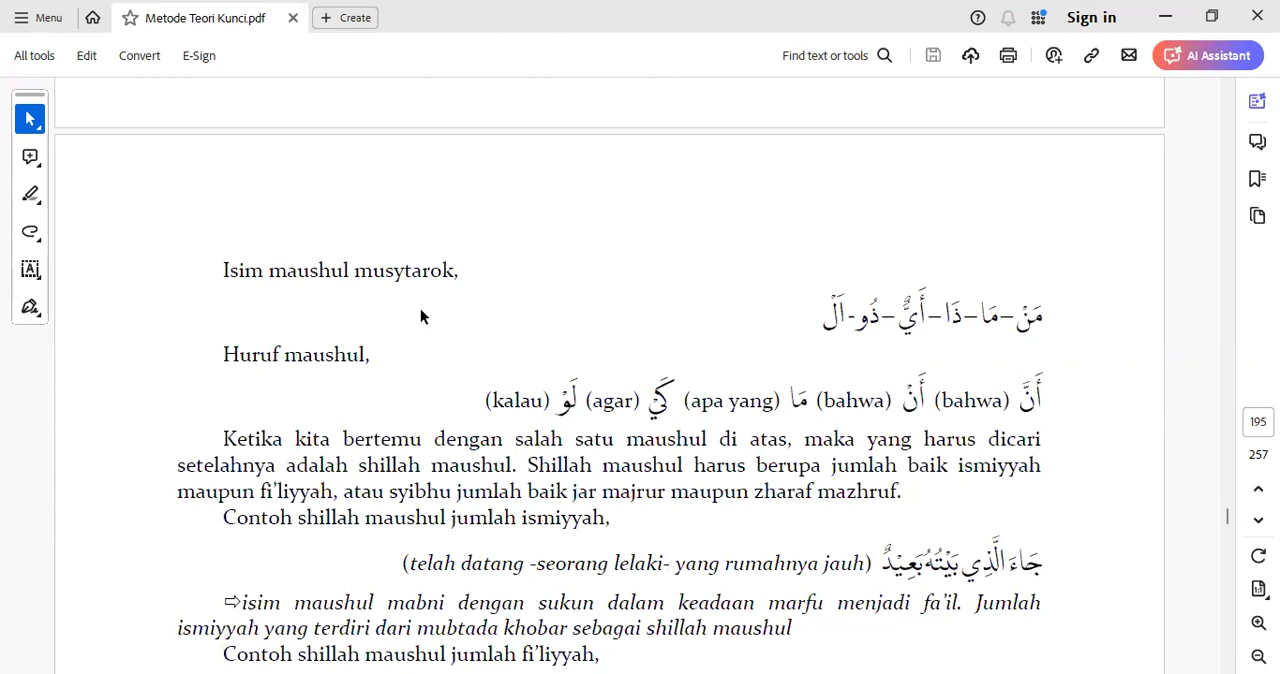 Menu
Metode Teori Kunci.pdf
Create
Sign in
All tools
Edit
Convert
E-Sign
Find text or tools
AI Assistant
Isim maushul musytarok,
مَنْ – مَا – ذَا – أَيٌّ – ذُو - اَلْ
Huruf maushul,
أَنَّ (bahwa) أَنْ (bahwa) مَا (apa yang) كَيْ (agar) لَوْ (kalau)
Ketika kita bertemu dengan salah satu maushul di atas, maka yang harus dicari
setelahnya adalah shillah maushul. Shillah maushul harus berupa jumlah baik ismiyyah
maupun fi’liyyah, atau syibhu jumlah baik jar majrur maupun zharaf mazhruf.
Contoh shillah maushul jumlah ismiyyah,
جَاءَ الَّذِي بَيْتُهُ بَعِيْدٌ (telah datang -seorang lelaki- yang rumahnya jauh)
⇨isim maushul mabni dengan sukun dalam keadaan marfu menjadi fa’il. Jumlah
ismiyyah yang terdiri dari mubtada khobar sebagai shillah maushul
Contoh shillah maushul jumlah fi’liyyah,
195
257